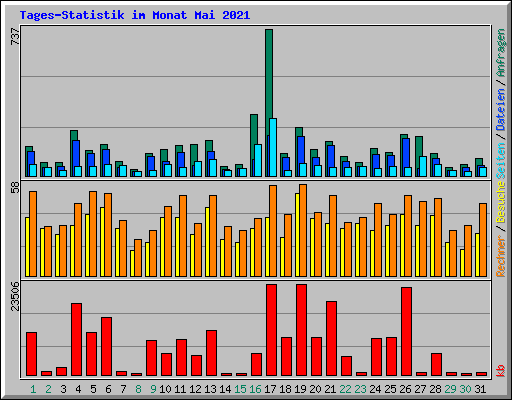 Tages-Statistik im Monat Mai 2021
737
58
23506
Rechner / Besuche Seiten / Dateien / Anfragen
kb
1 2 3 4 5 6 7 8 9 10 11 12 13 14 15 16 17 18 19 20 21 22 23 24 25 26 27 28 29 30 31